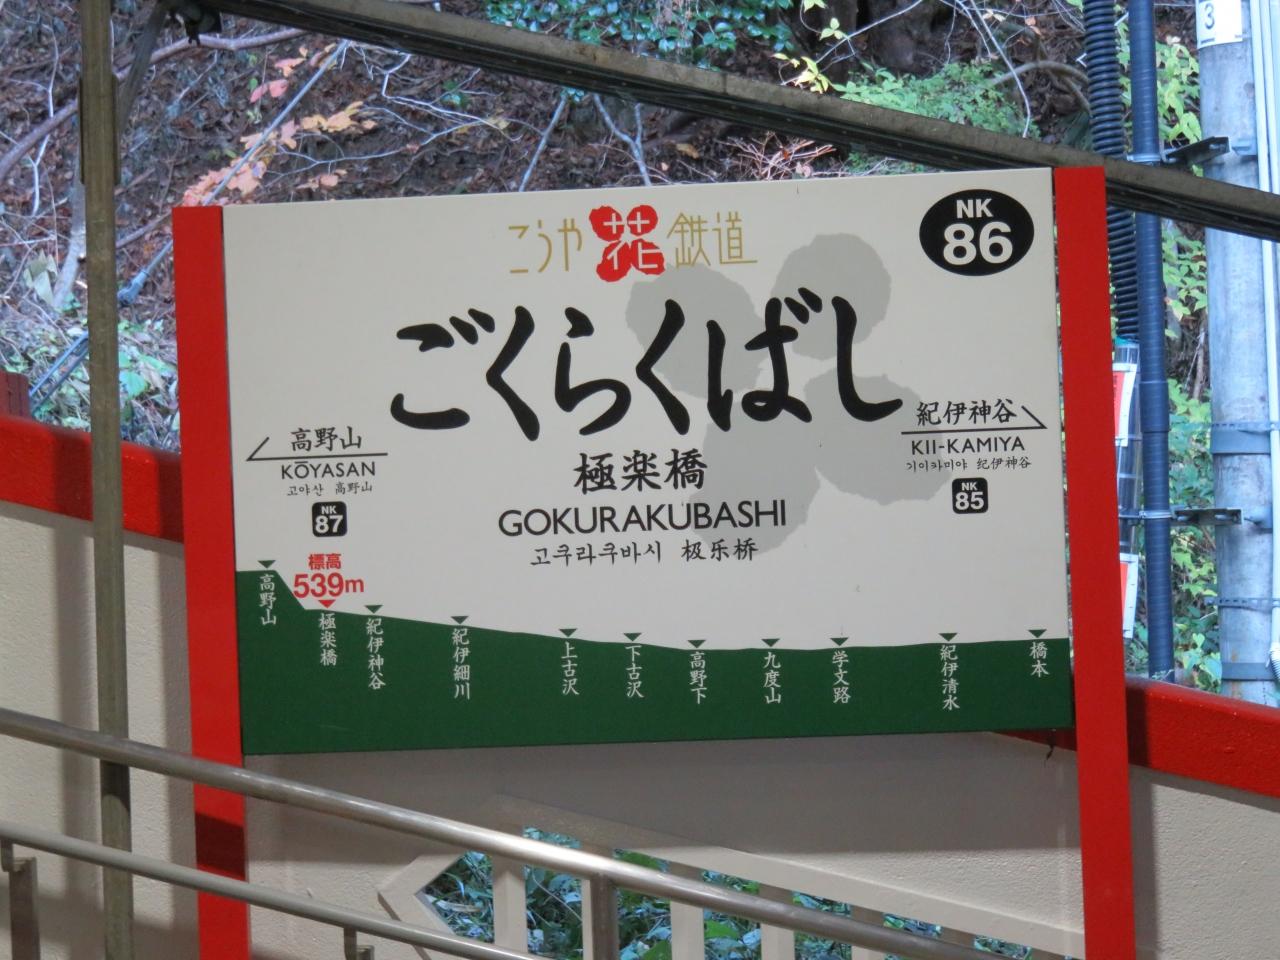 3
こうや花鉄道
NK
86
ごくらくばし
高野山
KŌYASAN
고야산 高野山
NK
87
極楽橋
GOKURAKUBASHI
고쿠라쿠바시 极乐桥
紀伊神谷
KII-KAMIYA
기이카미야 纪伊神谷
NK
85
標高
539m
高野山
極楽橋
紀伊神谷
紀伊細川
上古沢
下古沢
高野下
九度山
学文路
紀伊清水
橋本